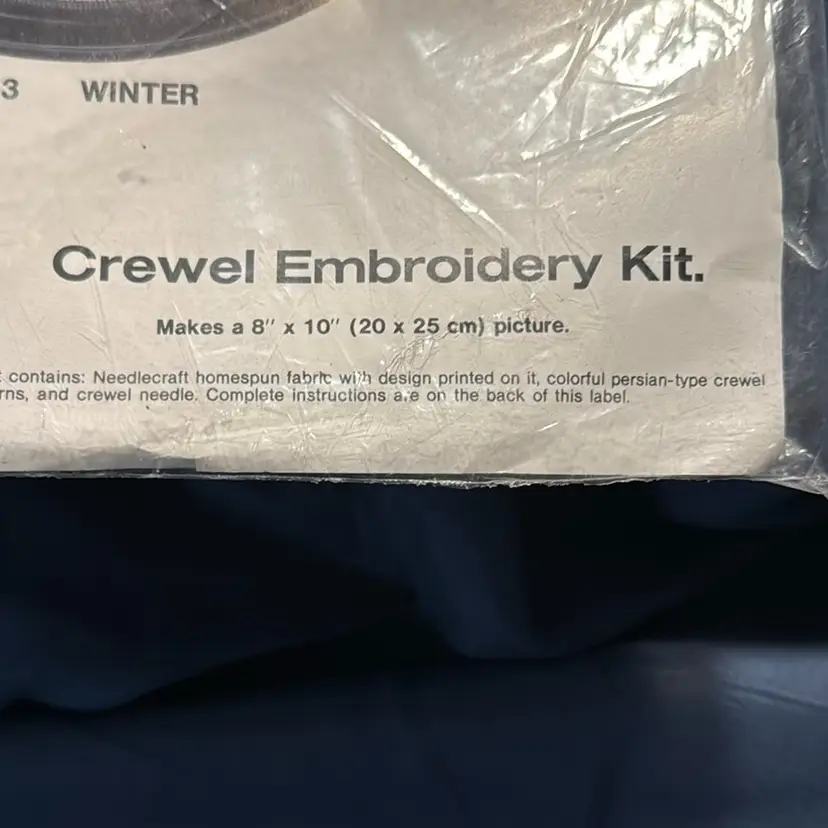 3 WINTER
Crewel Embroidery Kit.
Makes a 8" x 10" (20 x 25 cm) picture.
contains: Needlecraft homespun fabric with design printed on it, colorful persian-type crewel
rns, and crewel needle. Complete instructions are on the back of this label.